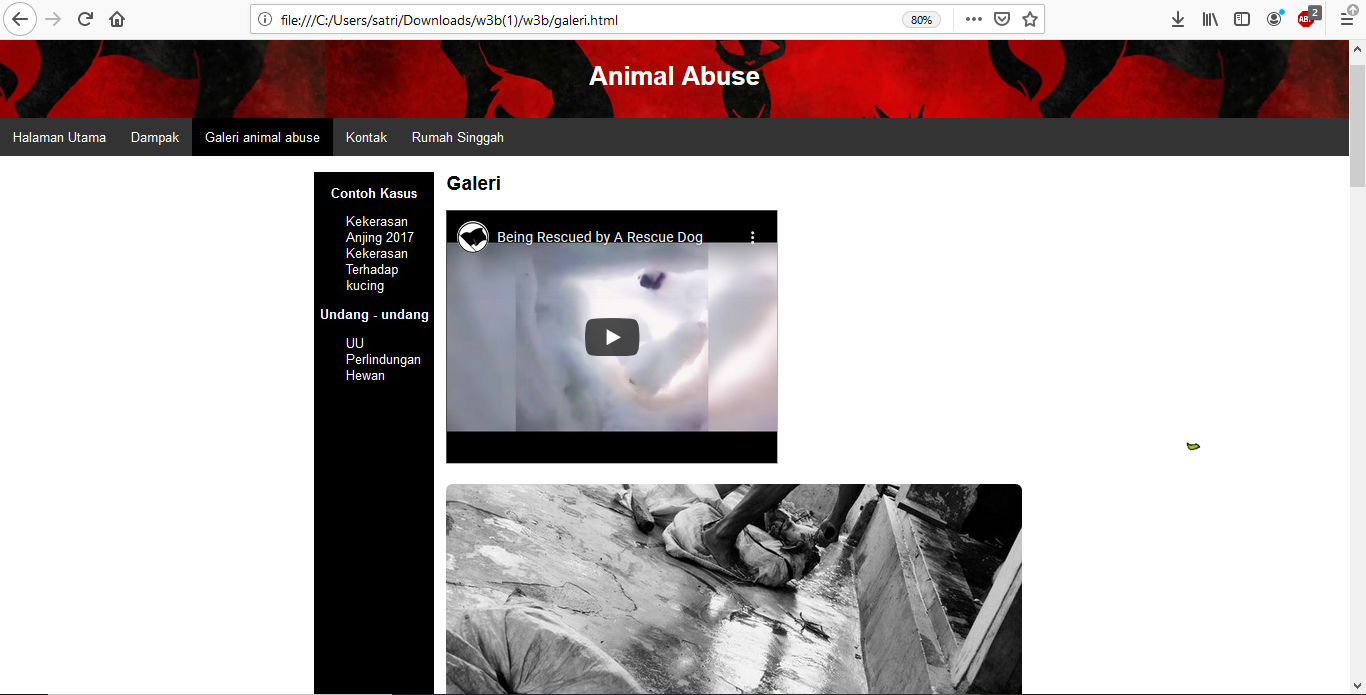 file:///C:/Users/satri/Downloads/w3b(1)/w3b/galeri.html
80%
ABP
2
Animal Abuse
Halaman Utama
Dampak
Galeri animal abuse
Kontak
Rumah Singgah
Contoh Kasus
Kekerasan
Anjing 2017
Kekerasan
Terhadap
kucing
Undang - undang
UU
Perlindungan
Hewan
Galeri
Being Rescued by A Rescue Dog